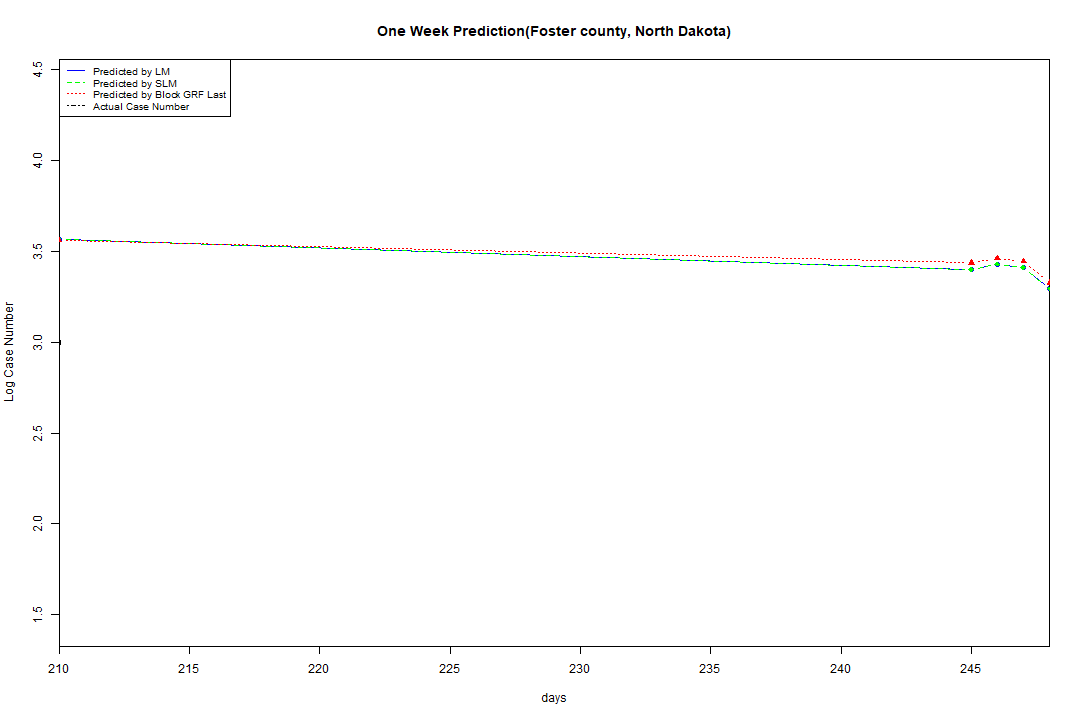 One Week Prediction(Foster county, North Dakota)
Predicted by LM
Predicted by SLM
Predicted by Block GRF Last
Actual Case Number
4.5
4.0
3.5
3.0
2.5
2.0
1.5
Log Case Number
210 215 220 225 230 235 240 245
days